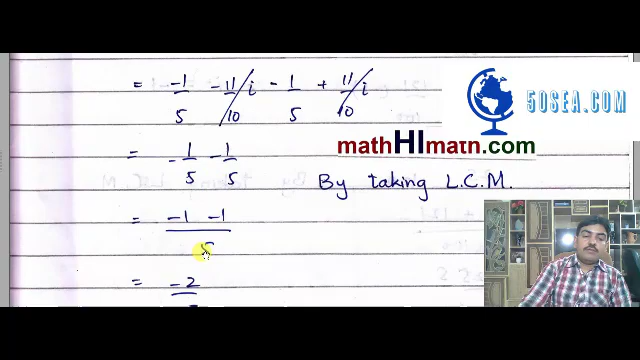 = -1/5 - 11/10 i - 1/5 + 11/10 i
5OSEA.COM
mathHImatn.com
= -1/5 - 1/5 By taking L.C.M.
= -1 -1 / 5
= -2